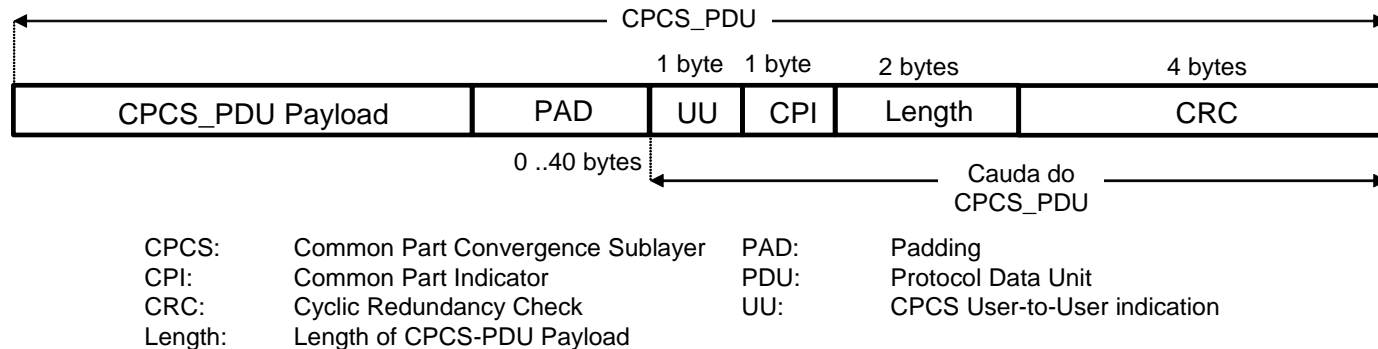 CPCS_PDU
1 byte 1 byte 2 bytes 4 bytes
CPCS_PDU Payload PAD UU CPI Length CRC
0 ..40 bytes
Cauda do
CPCS_PDU
CPCS: Common Part Convergence Sublayer PAD: Padding
CPI: Common Part Indicator PDU: Protocol Data Unit
CRC: Cyclic Redundancy Check UU: CPCS User-to-User indication
Length: Length of CPCS-PDU Payload